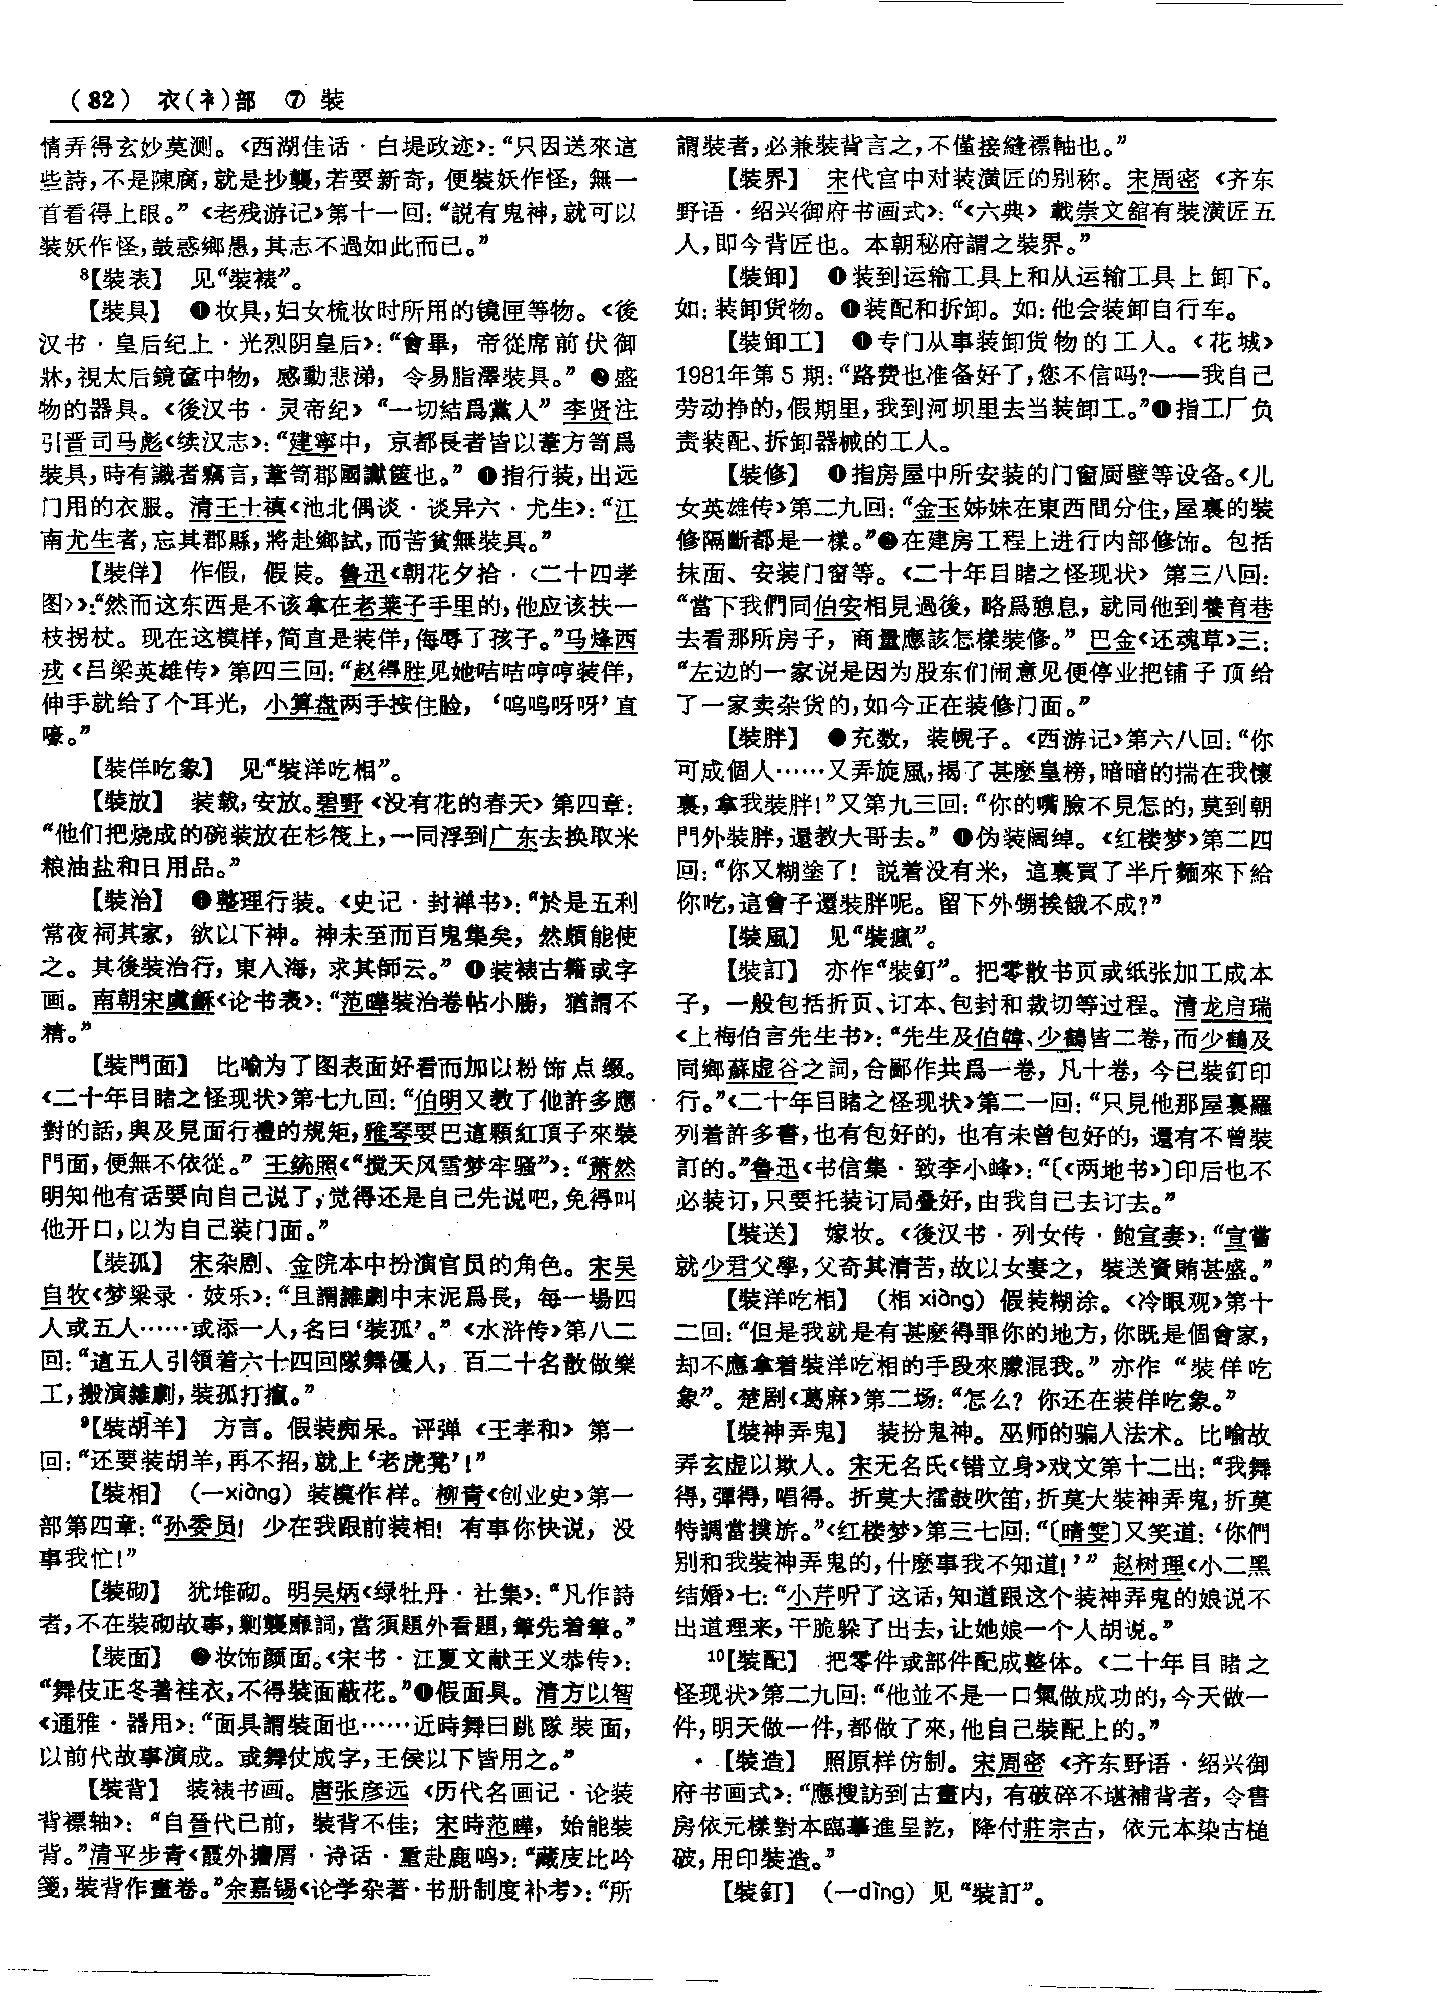 (82) 衣(衤)部 ⑦ 裝
情弄得玄妙莫测。《西湖佳话·白堤政迹》：“只因送來這
些詩，不是陳腐，就是抄襲，若要新奇，便裝妖作怪，無一
首看得上眼。”《老残游记》第十一回：“説有鬼神，就可以
裝妖作怪，鼓惑鄉愚，其志不過如此而已。”
⁸【裝表】 见“裝裱”。
【裝具】 ❶妆具，妇女梳妆时所用的镜匣等物。《後
汉书·皇后纪上·光烈阴皇后》：“會畢，帝從席前伏御
牀，視太后鏡奩中物，感動悲涕，令易脂澤裝具。”❷盛
物的器具。《後汉书·灵帝纪》“一切結爲黨人”李贤注
引晋司马彪《续汉志》：“建寧中，京都長者皆以葦方笥爲
裝具，時有識者竊言，葦笥郡國讞篋也。”❶指行装，出远
门用的衣服。清王士禛《池北偶谈·谈异六·尤生》：“江
南尤生者，忘其郡縣，將赴鄉試，而苦貧無裝具。”
【裝佯】 作假，假装。鲁迅《朝花夕拾·〈二十四孝
图〉》：“然而这东西是不该拿在老莱子手里的，他应该扶一
枝拐杖。现在这模样，简直是装佯，侮辱了孩子。”马烽西
戎《吕梁英雄传》第四三回：“赵得胜见她咭咭哼哼装佯，
伸手就给了个耳光，小算盘两手按住脸，‘呜呜呀呀’直
嚎。”
【裝佯吃象】 见“裝洋吃相”。
【裝放】 装载，安放。碧野《没有花的春天》第四章：
“他们把烧成的碗装放在杉筏上，一同浮到广东去换取米
粮油盐和日用品。”
【裝治】 ❶整理行装。《史记·封禅书》：“於是五利
常夜祠其家，欲以下神。神未至而百鬼集矣，然頗能使
之。其後裝治行，東入海，求其師云。”❶装裱古籍或字
画。南朝宋虞龢《论书表》：“范曄裝治卷帖小勝，猶謂不
精。”
【裝門面】 比喻为了图表面好看而加以粉饰点缀。
《二十年目睹之怪现状》第七九回：“伯明又教了他許多應
對的話，與及見面行禮的規矩，雅琴要巴這顆紅頂子來裝
門面，便無不依從。”王统照《“搅天风雪梦牢骚”》：“萧然
明知他有话要向自己说了，觉得还是自己先说吧，免得叫
他开口，以为自己装门面。”
【裝孤】 宋杂剧、金院本中扮演官员的角色。宋吴
自牧《梦粱录·妓乐》：“且謂雜劇中末泥爲長，每一場四
人或五人……或添一人，名曰‘裝孤’。”《水浒传》第八二
回：“這五人引領着六十四回隊舞優人，百二十名散做樂
工，搬演雜劇，裝孤打攛。”
⁹【裝胡羊】 方言。假装痴呆。评弹《王孝和》第一
回：“还要装胡羊，再不招，就上‘老虎凳’！”
【裝相】 （—xiàng）装模作样。柳青《创业史》第一
部第四章：“孙委员！少在我跟前装相！有事你快说，没
事我忙！”
【裝砌】 犹堆砌。明吴炳《绿牡丹·社集》：“凡作詩
者，不在裝砌故事，剿襲靡詞，當須題外看題，筆先着筆。”
【裝面】 ❶妆饰颜面。《宋书·江夏文献王义恭传》：
“舞伎正冬著袿衣，不得裝面蔽花。”❶假面具。清方以智
《通雅·器用》：“面具謂裝面也……近時舞曰跳隊裝面，
以前代故事演成。或舞仗成字，王侯以下皆用之。”
【裝背】 装裱书画。唐张彦远《历代名画记·论装
背褾轴》：“自晉代已前，裝背不佳；宋時范曄，始能裝
背。”清平步青《霞外攟屑·诗话·重赴鹿鸣》：“藏庋比吟
箋，裝背作畫卷。”余嘉锡《论学杂著·书册制度补考》：“所
謂裝者，必兼裝背言之，不僅接縫褾軸也。”
【裝界】 宋代宫中对装潢匠的别称。宋周密《齐东
野语·绍兴御府书画式》：“《六典》載崇文舘有裝潢匠五
人，即今背匠也。本朝秘府謂之裝界。”
【裝卸】 ❶装到运输工具上和从运输工具上卸下。
如：装卸货物。❶装配和拆卸。如：他会装卸自行车。
【裝卸工】 ❶专门从事装卸货物的工人。《花城》
1981年第5期：“路费也准备好了，您不信吗？——我自己
劳动挣的，假期里，我到河坝里去当装卸工。”❶指工厂负
责装配、拆卸器械的工人。
【裝修】 ❶指房屋中所安装的门窗厨壁等设备。《儿
女英雄传》第二九回：“金玉姊妹在東西間分住，屋裏的裝
修隔斷都是一樣。”❷在建房工程上进行内部修饰。包括
抹面、安装门窗等。《二十年目睹之怪现状》第三八回：
“當下我們同伯安相見過後，略爲憩息，就同他到養育巷
去看那所房子，商量應該怎樣裝修。”巴金《还魂草》三：
“左边的一家说是因为股东们闹意见便停业把铺子顶给
了一家卖杂货的，如今正在装修门面。”
【裝胖】 ❶充数，装幌子。《西游记》第六八回：“你
可成個人……又弄旋風，揭了甚麽皇榜，暗暗的揣在我懷
裏，拿我裝胖！”又第九三回：“你的嘴臉不見怎的，莫到朝
門外裝胖，還教大哥去。”❶伪装阔绰。《红楼梦》第二四
回：“你又糊塗了！説着没有米，這裏買了半斤麵來下給
你吃，這會子還裝胖呢。留下外甥挨餓不成？”
【裝風】 见“裝瘋”。
【裝訂】 亦作“裝釘”。把零散书页或纸张加工成本
子，一般包括折页、订本、包封和裁切等过程。清龙启瑞
《上梅伯言先生书》：“先生及伯韓、少鶴皆二卷，而少鶴及
同鄉蘇虚谷之詞，合鄙作共爲一卷，凡十卷，今已裝釘印
行。”《二十年目睹之怪现状》第二一回：“只見他那屋裏羅
列着許多書，也有包好的，也有未曾包好的，還有不曾裝
訂的。”鲁迅《书信集·致李小峰》：“〔《两地书》〕印后也不
必装订，只要托装订局叠好，由我自己去订去。”
【裝送】 嫁妆。《後汉书·列女传·鲍宣妻》：“宣嘗
就少君父學，父奇其清苦，故以女妻之，裝送資賄甚盛。”
【裝洋吃相】 （相 xiàng）假装糊涂。《冷眼观》第十
二回：“但是我就是有甚麽得罪你的地方，你既是個會家，
却不應拿着裝洋吃相的手段來朦混我。”亦作“裝佯吃
象”。楚剧《葛麻》第二场：“怎么？你还在装佯吃象。”
【裝神弄鬼】 装扮鬼神。巫师的骗人法术。比喻故
弄玄虚以欺人。宋无名氏《错立身》戏文第十二出：“我舞
得，彈得，唱得。折莫大擂鼓吹笛，折莫大裝神弄鬼，折莫
特調當撲旂。”《红楼梦》第三七回：“〔晴雯〕又笑道：‘你們
别和我裝神弄鬼的，什麽事我不知道！’” 赵树理《小二黑
结婚》七：“小芹听了这话，知道跟这个装神弄鬼的娘说不
出道理来，干脆躲了出去，让她娘一个人胡说。”
¹⁰【裝配】 把零件或部件配成整体。《二十年目睹之
怪现状》第二九回：“他並不是一口氣做成功的，今天做一
件，明天做一件，都做了來，他自己裝配上的。”
【裝造】 照原样仿制。宋周密《齐东野语·绍兴御
府书画式》：“應搜訪到古畫内，有破碎不堪補背者，令書
房依元樣對本臨摹進呈訖，降付莊宗古，依元本染古槌
破，用印裝造。”
【裝釘】 （—dìng）见“裝訂”。